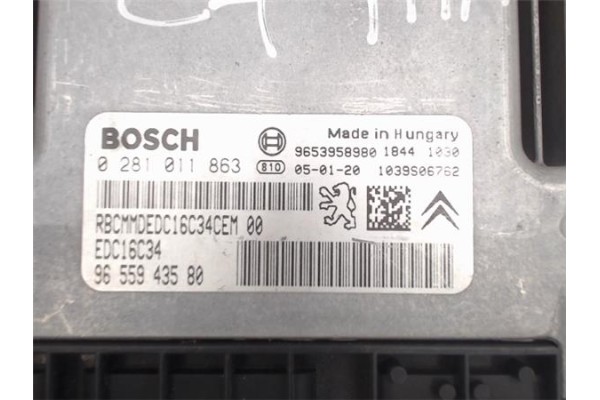 BOSCH
Made in Hungary
9653958980 1844 1030
0 281 011 863 810 05-01-20 1039S06762
RBCMMDEDC16C34CEM 00
EDC16C34
96 559 435 80